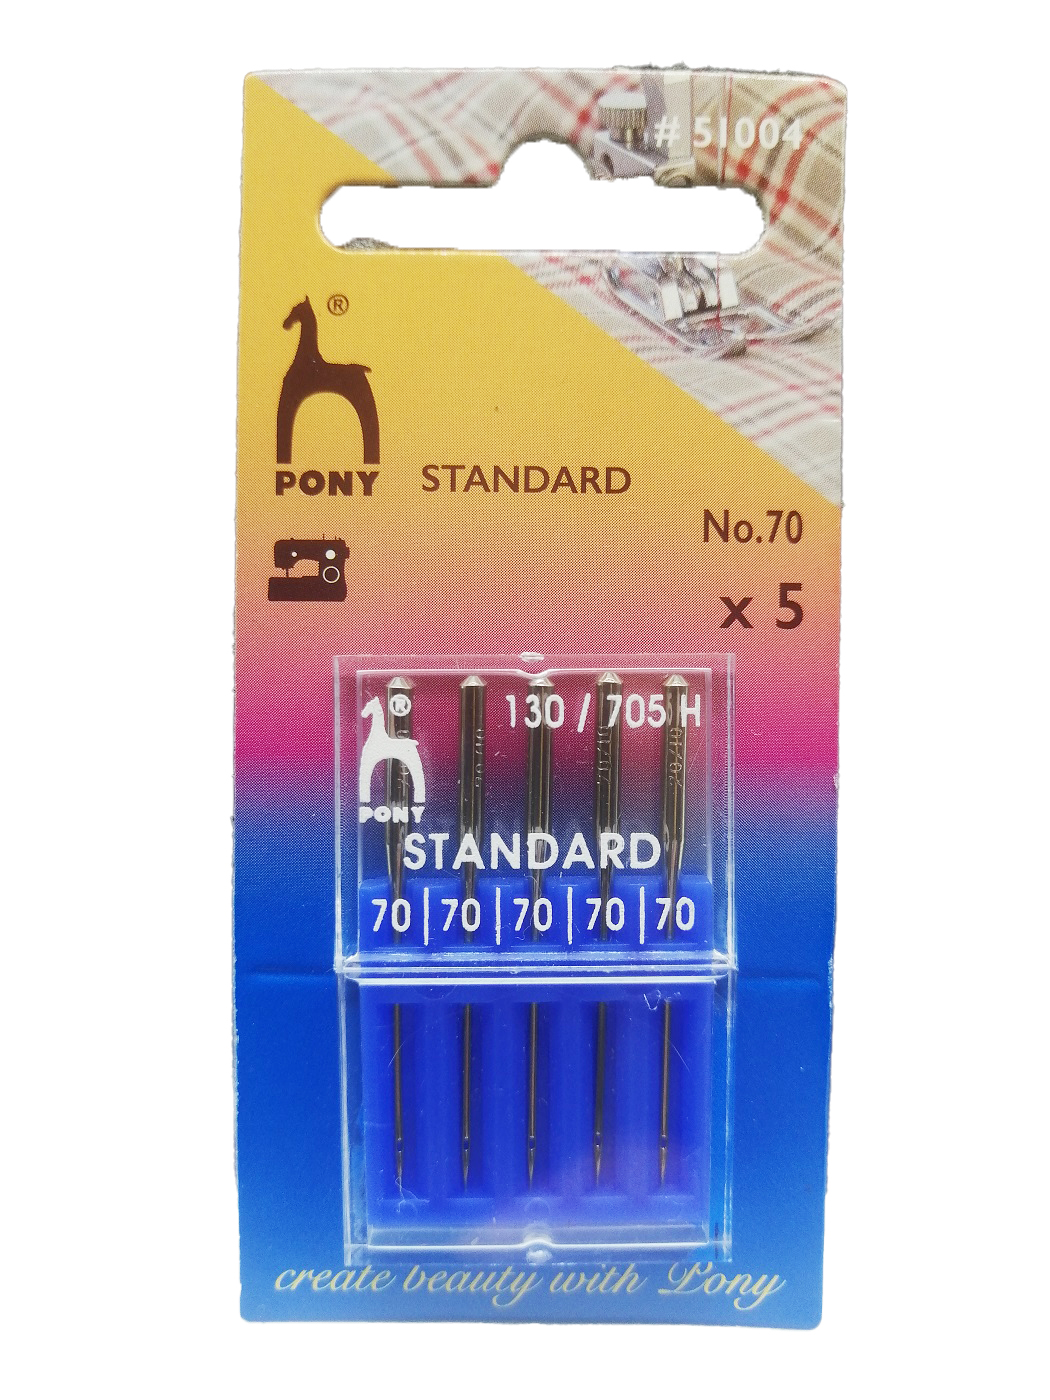 # 51004
®
PONY
STANDARD
No.70
x 5
®
130 / 705 H
PONY
STANDARD
70 | 70 | 70 | 70 | 70
create beauty with Pony